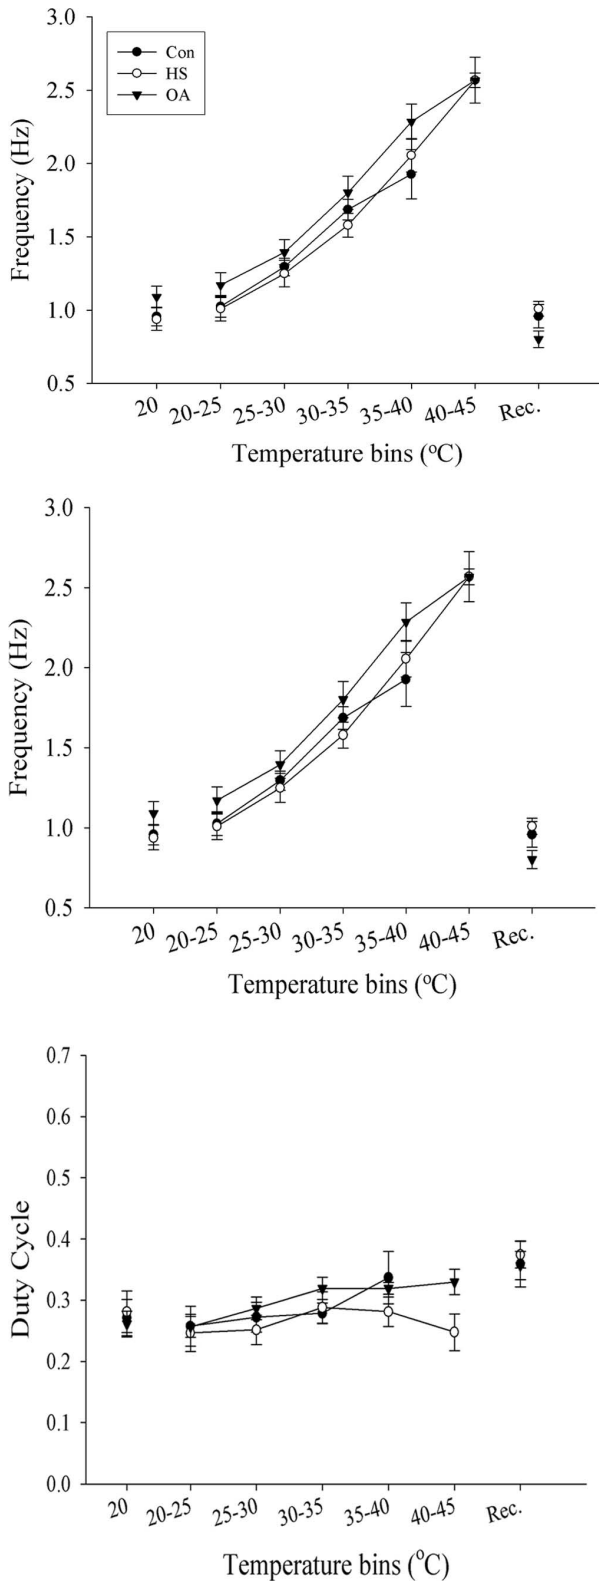 3.0
Con
HS
OA
2.5
2.0
1.5
1.0
0.5
Frequency (Hz)
20 20-25 25-30 30-35 35-40 40-45 Rec.
Temperature bins (oC)
3.0
2.5
2.0
1.5
1.0
0.5
Frequency (Hz)
20 20-25 25-30 30-35 35-40 40-45 Rec.
Temperature bins (oC)
0.7
0.6
0.5
0.4
0.3
0.2
0.1
0.0
Duty Cycle
20 20-25 25-30 30-35 35-40 40-45 Rec.
Temperature bins (oC)